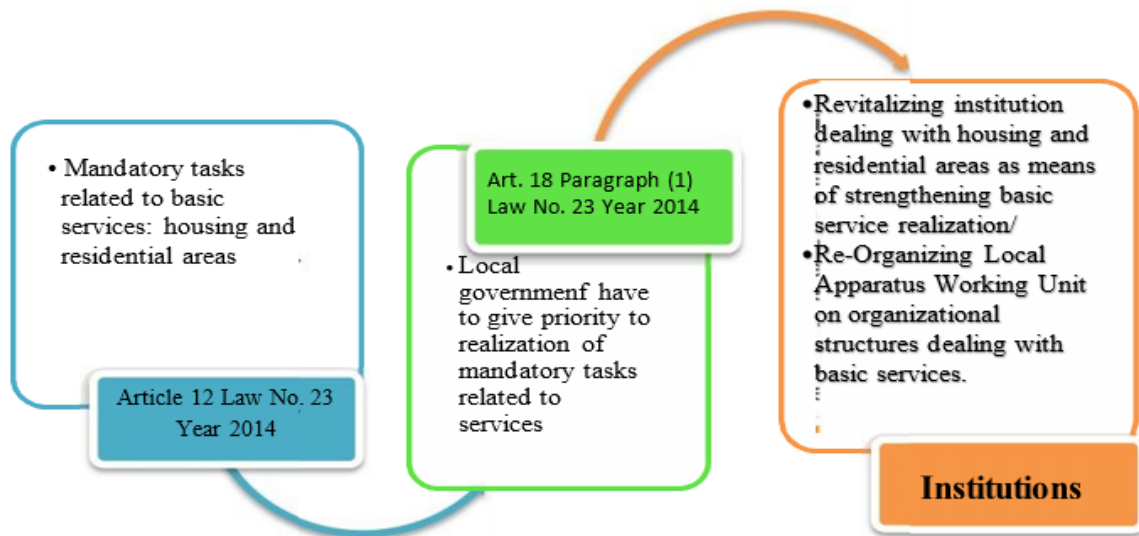 • Mandatory tasks
related to basic
services: housing and
residential areas
Article 12 Law No. 23
Year 2014
Art. 18 Paragraph (1)
Law No. 23 Year 2014
• Local
governmenf have
to give priority to
realization of
mandatory tasks
related to
services
•Revitalizing institution
dealing with housing and
residential areas as means
of strengthening basic
service realization/
•Re-Organizing Local
Apparatus Working Unit
on organizational
structures dealing with
basic services.
Institutions